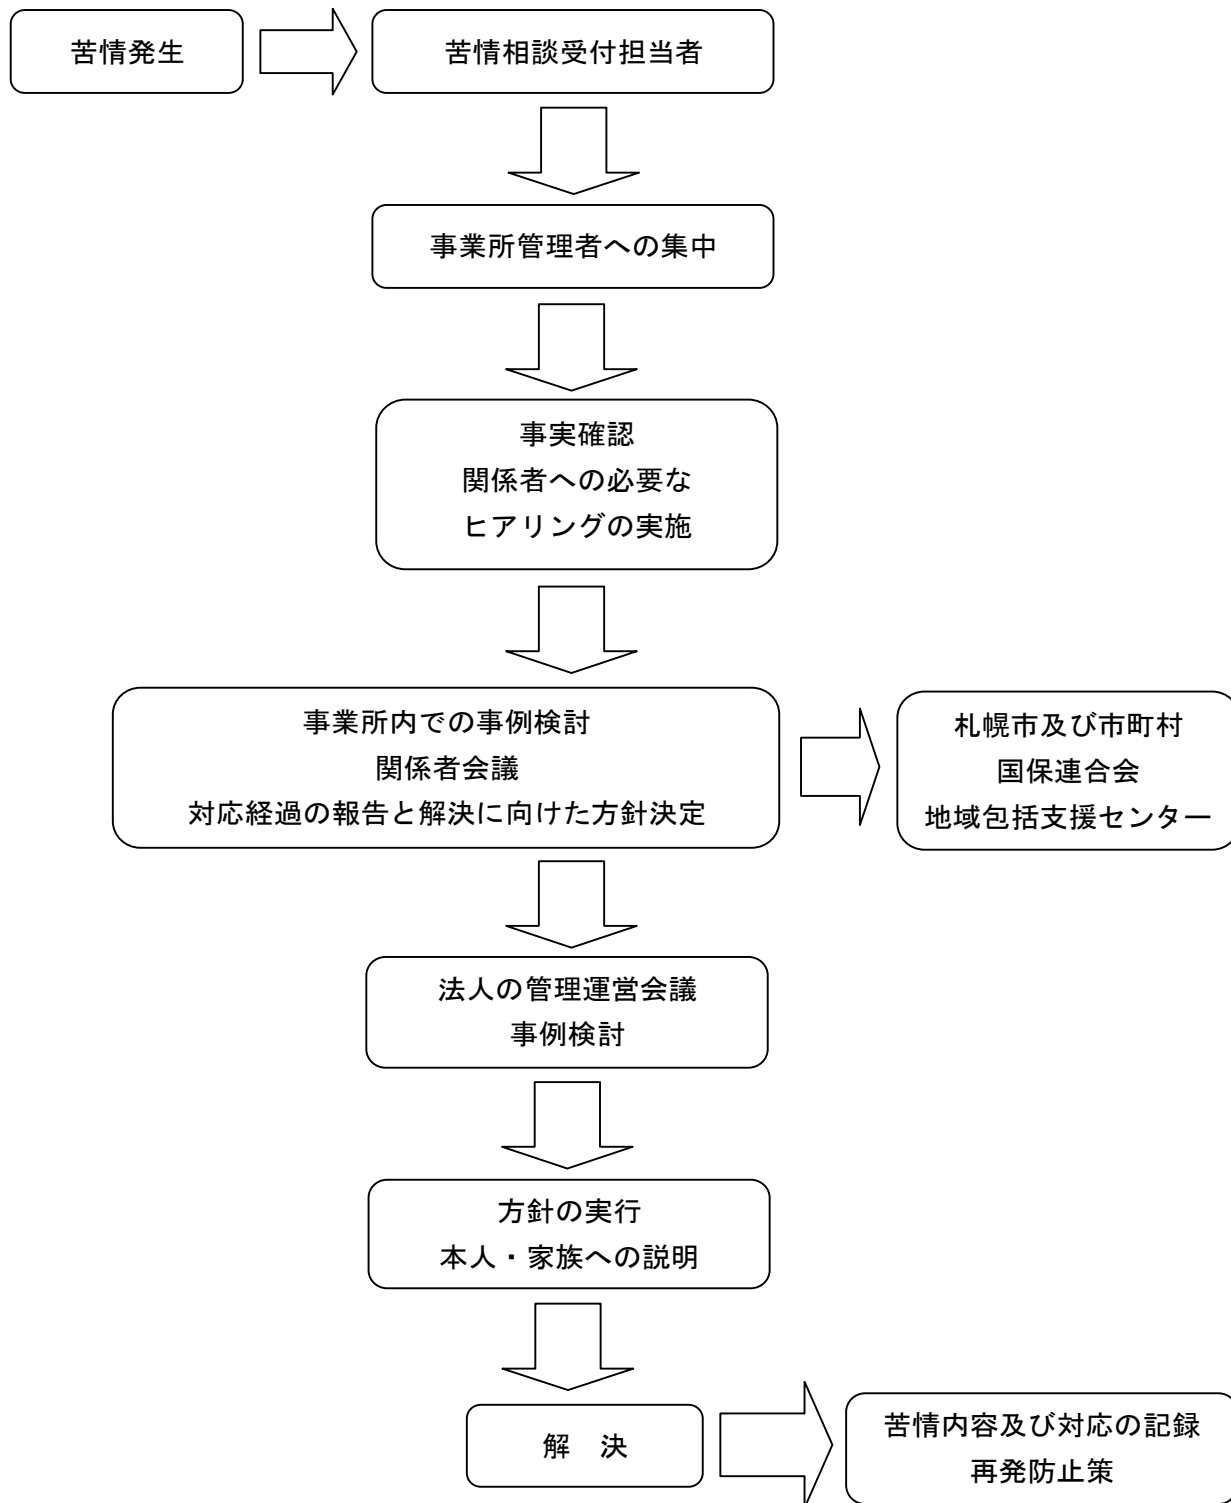 苦情発生
苦情相談受付担当者
事業所管理者への集中
事実確認
関係者への必要な
ヒアリングの実施
事業所内での事例検討
関係者会議
対応経過の報告と解決に向けた方針決定
札幌市及び市町村
国保連合会
地域包括支援センター
法人の管理運営会議
事例検討
方針の実行
本人・家族への説明
解　決
苦情内容及び対応の記録
再発防止策